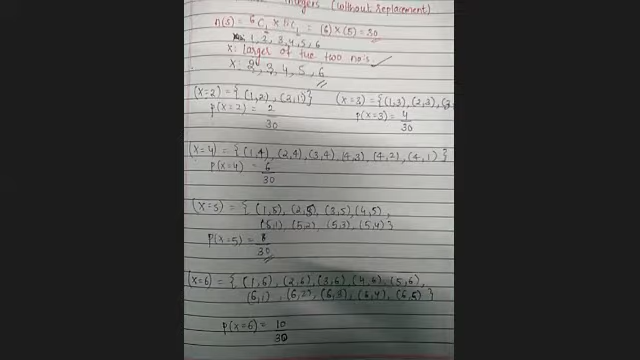 integers (without replacement)
n(s) = ⁶C₁ × ⁵C₁ = (6) × (5) = 30
1, 2, 3, 4, 5, 6
X: larger of the two no's.
X: 2, 3, 4, 5, 6
(X=2) = { (1,2), (2,1) }
P(X=2) = 2/30
(X=3) = { (1,3), (2,3), (3
P(X=3) = 4/30
(X=4) = { (1,4), (2,4), (3,4), (4,3), (4,2), (4,1) }
P(X=4) = 6/30
(X=5) = { (1,5), (2,5), (3,5), (4,5),
(5,1), (5,2), (5,3), (5,4) }
P(X=5) = 8/30
(X=6) = { (1,6), (2,6), (3,6), (4,6), (5,6),
(6,1), (6,2), (6,3), (6,4), (6,5) }
P(X=6) = 10/30